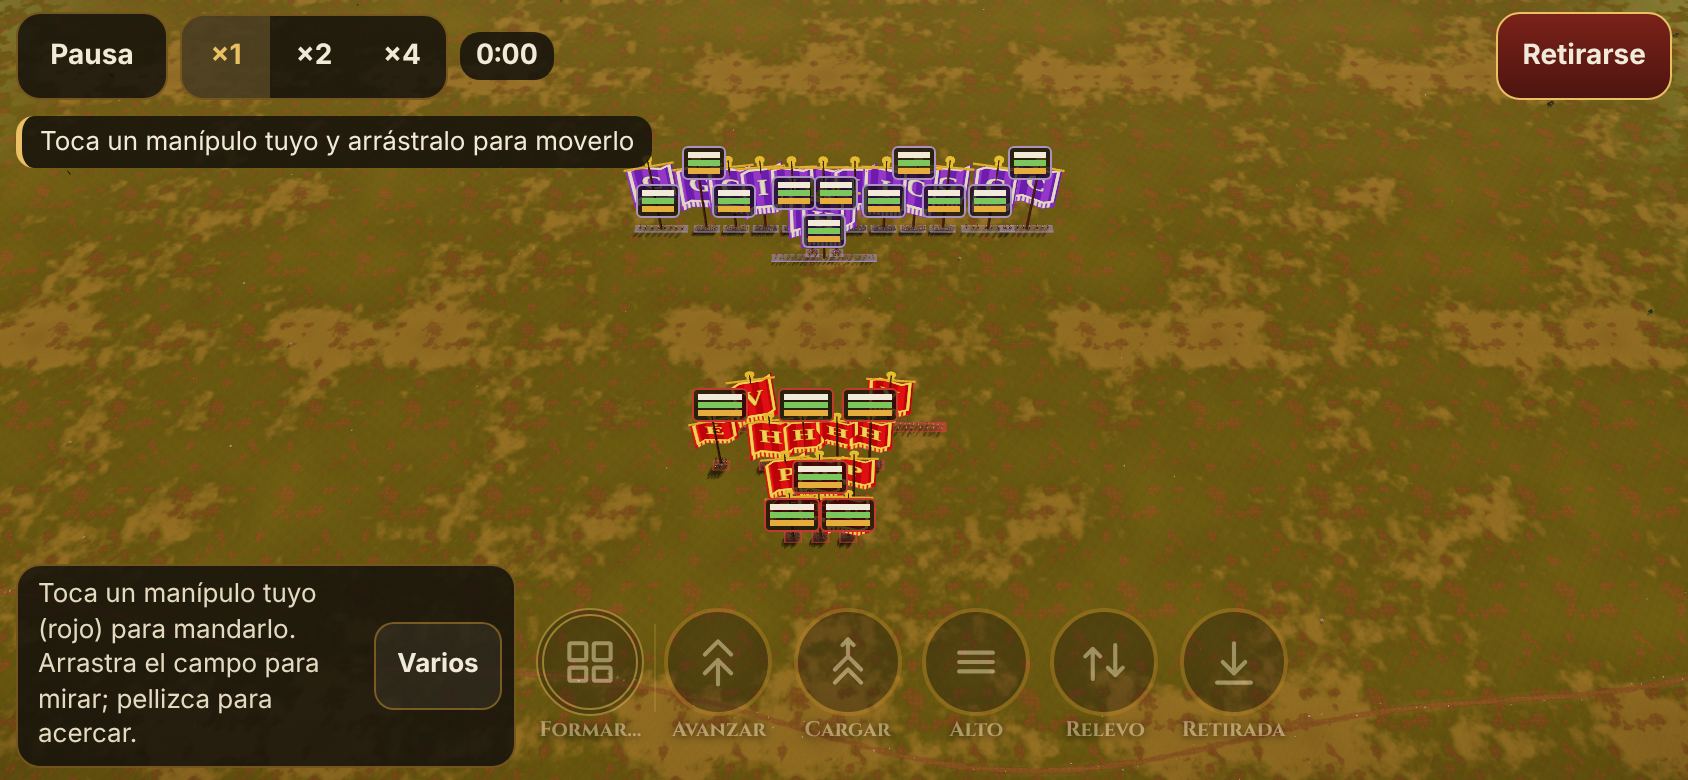 Pausa
×1
×2
×4
0:00
Retirarse
Toca un manípulo tuyo y arrástralo para moverlo
V
E
H
H
H
H
P
P
Toca un manípulo tuyo
(rojo) para mandarlo.
Arrastra el campo para
mirar; pellizca para
acercar.
Varios
FORMAR...
AVANZAR
CARGAR
ALTO
RELEVO
RETIRADA